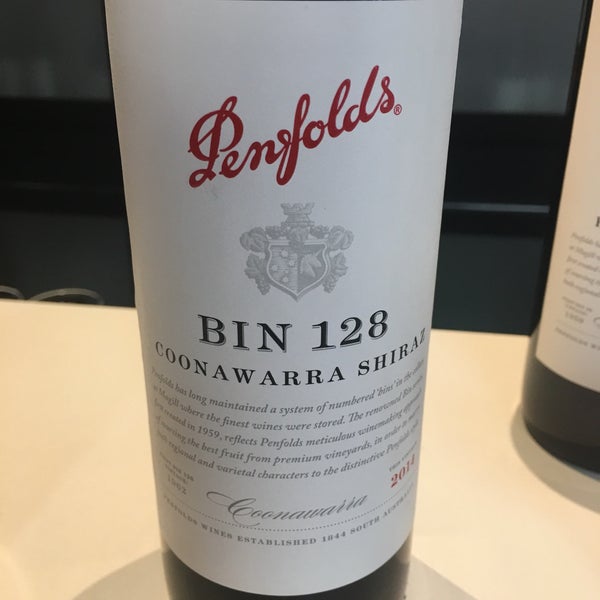 Penfolds®
BIN 128
COONAWARRA SHIRAZ
Penfolds has long maintained a system of numbered 'bins' in the cellars
at Magill where the finest wines were stored. The renowned Bin
first created in 1959, reflects Penfolds meticulous winemaking
of sourcing the best fruit from premium vineyards, in order to
both regional and varietal characters to the distinctive Penfolds
1962
2014
Coonawarra
PENFOLDS WINES ESTABLISHED 1844 SOUTH AUSTRALIA